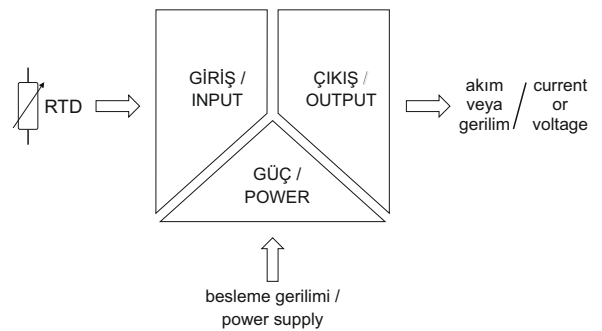 GİRİŞ /
INPUT
ÇIKIŞ /
OUTPUT
RTD
akım
veya
gerilim
/
current
or
voltage
GÜÇ /
POWER
besleme gerilimi /
power supply